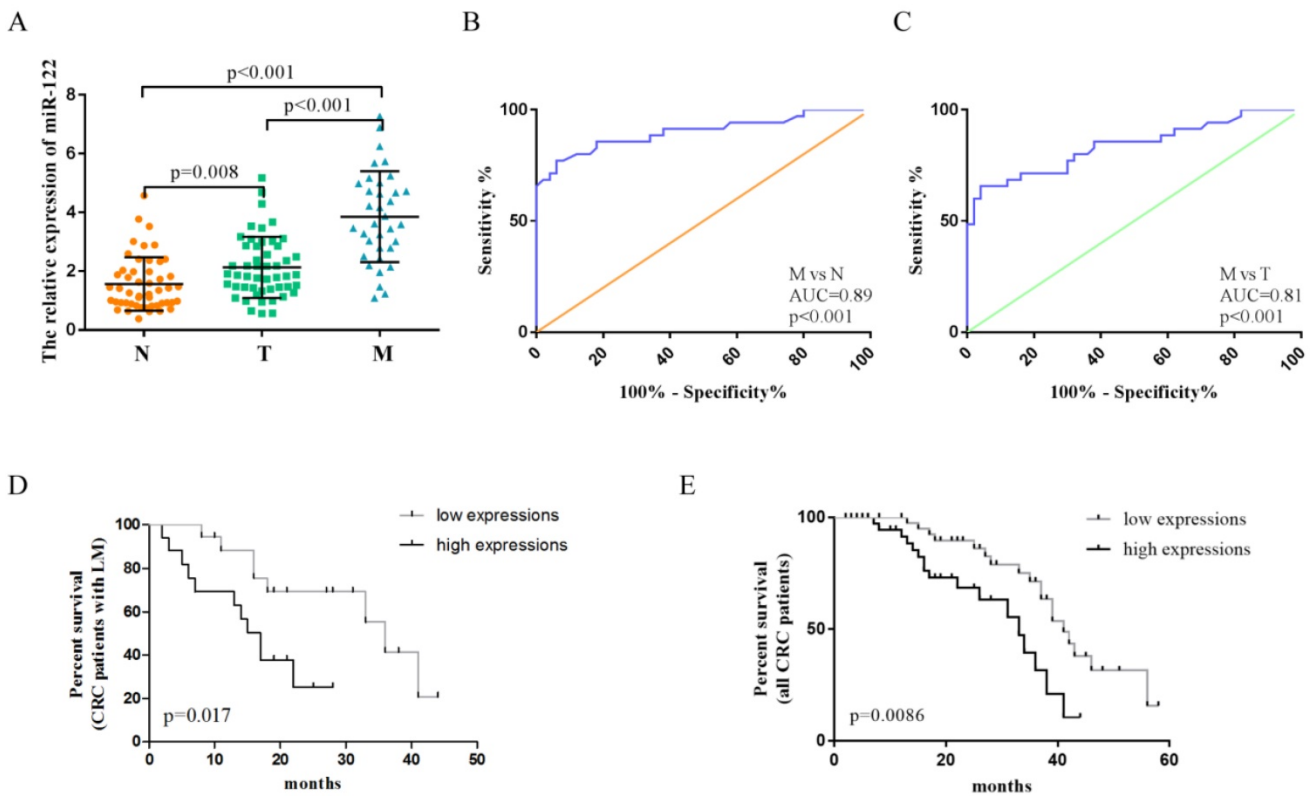 A
The relative expression of miR-122
8
6
4
2
0
p<0.001
p<0.001
p=0.008
N T M
B
Sensitivity %
100
50
0
M vs N
AUC=0.89
p<0.001
0 20 40 60 80 100
100% - Specificity%
C
Sensitivity %
100
50
0
M vs T
AUC=0.81
p<0.001
0 20 40 60 80 100
100% - Specificity%
D
low expressions
high expressions
Percent survival
(CRC patients with LM)
100
80
60
40
20
0
p=0.017
0 10 20 30 40 50
months
E
low expressions
high expressions
Percent survival
(all CRC patients)
100
50
0
p=0.0086
0 20 40 60
months